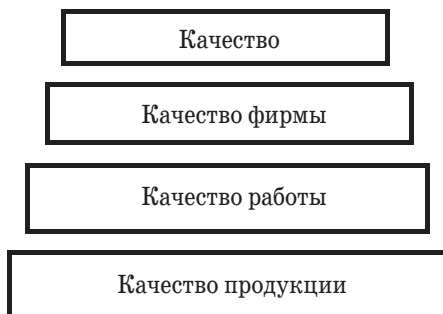 Качество
Качество фирмы
Качество работы
Качество продукции